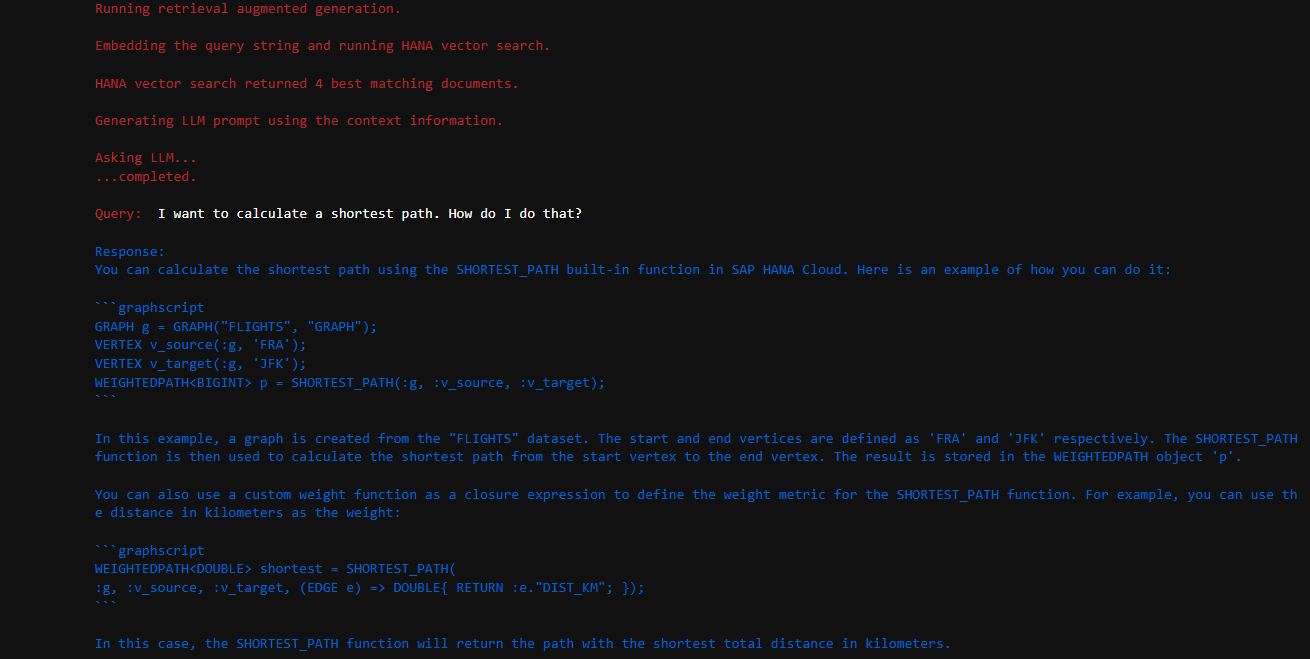 Running retrieval augmented generation.
Embedding the query string and running HANA vector search.
HANA vector search returned 4 best matching documents.
Generating LLM prompt using the context information.
Asking LLM...
...completed.
Query:  I want to calculate a shortest path. How do I do that?
Response:
You can calculate the shortest path using the SHORTEST_PATH built-in function in SAP HANA Cloud. Here is an example of how you can do it:
```graphscript
GRAPH g = GRAPH("FLIGHTS", "GRAPH");
VERTEX v_source(:g, 'FRA');
VERTEX v_target(:g, 'JFK');
WEIGHTEDPATH<BIGINT> p = SHORTEST_PATH(:g, :v_source, :v_target);
```
In this example, a graph is created from the "FLIGHTS" dataset. The start and end vertices are defined as 'FRA' and 'JFK' respectively. The SHORTEST_PATH
function is then used to calculate the shortest path from the start vertex to the end vertex. The result is stored in the WEIGHTEDPATH object 'p'.
You can also use a custom weight function as a closure expression to define the weight metric for the SHORTEST_PATH function. For example, you can use th
e distance in kilometers as the weight:
```graphscript
WEIGHTEDPATH<DOUBLE> shortest = SHORTEST_PATH(
:g, :v_source, :v_target, (EDGE e) => DOUBLE{ RETURN :e."DIST_KM"; });
```
In this case, the SHORTEST_PATH function will return the path with the shortest total distance in kilometers.